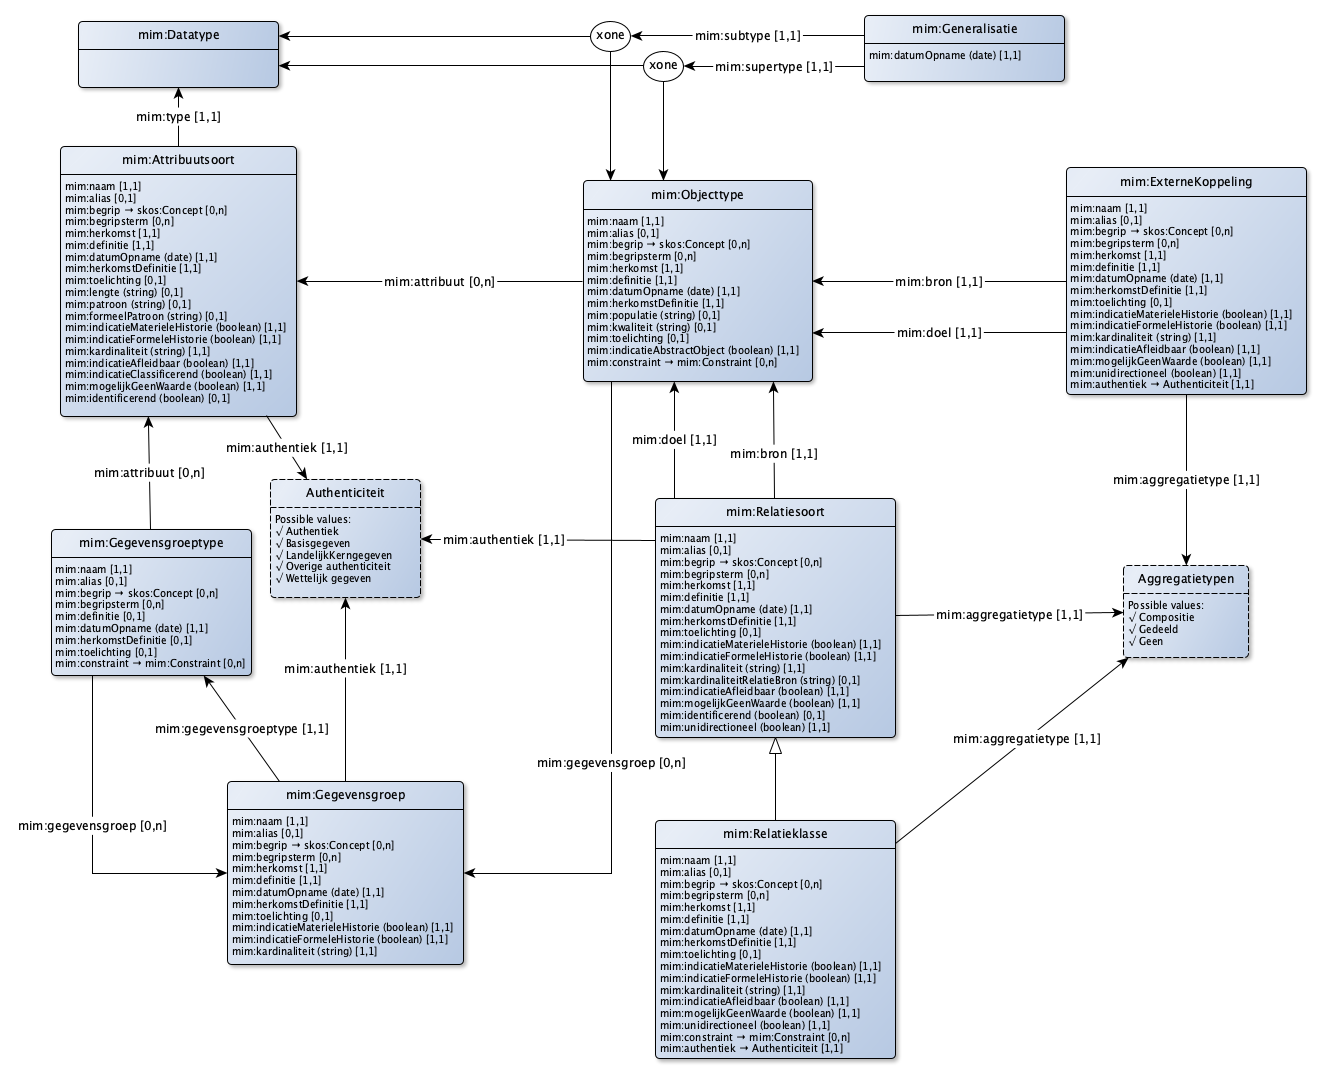 mim:Datatype
xone
mim:subtype [1,1]
mim:Generalisatie
mim:datumOpname (date) [1,1]
xone
mim:supertype [1,1]
mim:type [1,1]
mim:Attribuutsoort
mim:naam [1,1]
mim:alias [0,1]
mim:begrip → skos:Concept [0,n]
mim:begripsterm [0,n]
mim:herkomst [1,1]
mim:definitie [1,1]
mim:datumOpname (date) [1,1]
mim:herkomstDefinitie [1,1]
mim:toelichting [0,1]
mim:lengte (string) [0,1]
mim:patroon (string) [0,1]
mim:formeelPatroon (string) [0,1]
mim:indicatieMaterieleHistorie (boolean) [1,1]
mim:indicatieFormeleHistorie (boolean) [1,1]
mim:kardinaliteit (string) [1,1]
mim:indicatieAfleidbaar (boolean) [1,1]
mim:indicatieClassificerend (boolean) [1,1]
mim:mogelijkGeenWaarde (boolean) [1,1]
mim:identificerend (boolean) [0,1]
mim:attribuut [0,n]
mim:Objecttype
mim:naam [1,1]
mim:alias [0,1]
mim:begrip → skos:Concept [0,n]
mim:begripsterm [0,n]
mim:herkomst [1,1]
mim:definitie [1,1]
mim:datumOpname (date) [1,1]
mim:herkomstDefinitie [1,1]
mim:populatie (string) [0,1]
mim:kwaliteit (string) [0,1]
mim:toelichting [0,1]
mim:indicatieAbstractObject (boolean) [1,1]
mim:constraint → mim:Constraint [0,n]
mim:bron [1,1]
mim:doel [1,1]
mim:ExterneKoppeling
mim:naam [1,1]
mim:alias [0,1]
mim:begrip → skos:Concept [0,n]
mim:begripsterm [0,n]
mim:herkomst [1,1]
mim:definitie [1,1]
mim:datumOpname (date) [1,1]
mim:herkomstDefinitie [1,1]
mim:toelichting [0,1]
mim:indicatieMaterieleHistorie (boolean) [1,1]
mim:indicatieFormeleHistorie (boolean) [1,1]
mim:kardinaliteit (string) [1,1]
mim:indicatieAfleidbaar (boolean) [1,1]
mim:mogelijkGeenWaarde (boolean) [1,1]
mim:unidirectioneel (boolean) [1,1]
mim:authentiek → Authenticiteit [1,1]
mim:attribuut [0,n]
mim:authentiek [1,1]
mim:doel [1,1]
mim:bron [1,1]
mim:aggregatietype [1,1]
Authenticiteit
Possible values:
√ Authentiek
√ Basisgegeven
√ LandelijkKerngegeven
√ Overige authenticiteit
√ Wettelijk gegeven
mim:authentiek [1,1]
mim:Gegevensgroeptype
mim:naam [1,1]
mim:alias [0,1]
mim:begrip → skos:Concept [0,n]
mim:begripsterm [0,n]
mim:definitie [0,1]
mim:datumOpname (date) [1,1]
mim:herkomstDefinitie [0,1]
mim:toelichting [0,1]
mim:constraint → mim:Constraint [0,n]
mim:Relatiesoort
mim:naam [1,1]
mim:alias [0,1]
mim:begrip → skos:Concept [0,n]
mim:begripsterm [0,n]
mim:herkomst [1,1]
mim:definitie [1,1]
mim:datumOpname (date) [1,1]
mim:herkomstDefinitie [1,1]
mim:toelichting [0,1]
mim:indicatieMaterieleHistorie (boolean) [1,1]
mim:indicatieFormeleHistorie (boolean) [1,1]
mim:kardinaliteit (string) [1,1]
mim:kardinaliteitRelatieBron (string) [0,1]
mim:indicatieAfleidbaar (boolean) [1,1]
mim:mogelijkGeenWaarde (boolean) [1,1]
mim:identificerend (boolean) [0,1]
mim:unidirectioneel (boolean) [1,1]
mim:aggregatietype [1,1]
Aggregatietypen
Possible values:
√ Compositie
√ Gedeeld
√ Geen
mim:authentiek [1,1]
mim:gegevensgroeptype [1,1]
mim:gegevensgroep [0,n]
mim:aggregatietype [1,1]
mim:gegevensgroep [0,n]
mim:Gegevensgroep
mim:naam [1,1]
mim:alias [0,1]
mim:begrip → skos:Concept [0,n]
mim:begripsterm [0,n]
mim:herkomst [1,1]
mim:definitie [1,1]
mim:datumOpname (date) [1,1]
mim:herkomstDefinitie [1,1]
mim:toelichting [0,1]
mim:indicatieMaterieleHistorie (boolean) [1,1]
mim:indicatieFormeleHistorie (boolean) [1,1]
mim:kardinaliteit (string) [1,1]
mim:Relatieklasse
mim:naam [1,1]
mim:alias [0,1]
mim:begrip → skos:Concept [0,n]
mim:begripsterm [0,n]
mim:herkomst [1,1]
mim:definitie [1,1]
mim:datumOpname (date) [1,1]
mim:herkomstDefinitie [1,1]
mim:toelichting [0,1]
mim:indicatieMaterieleHistorie (boolean) [1,1]
mim:indicatieFormeleHistorie (boolean) [1,1]
mim:kardinaliteit (string) [1,1]
mim:indicatieAfleidbaar (boolean) [1,1]
mim:mogelijkGeenWaarde (boolean) [1,1]
mim:unidirectioneel (boolean) [1,1]
mim:constraint → mim:Constraint [0,n]
mim:authentiek → Authenticiteit [1,1]